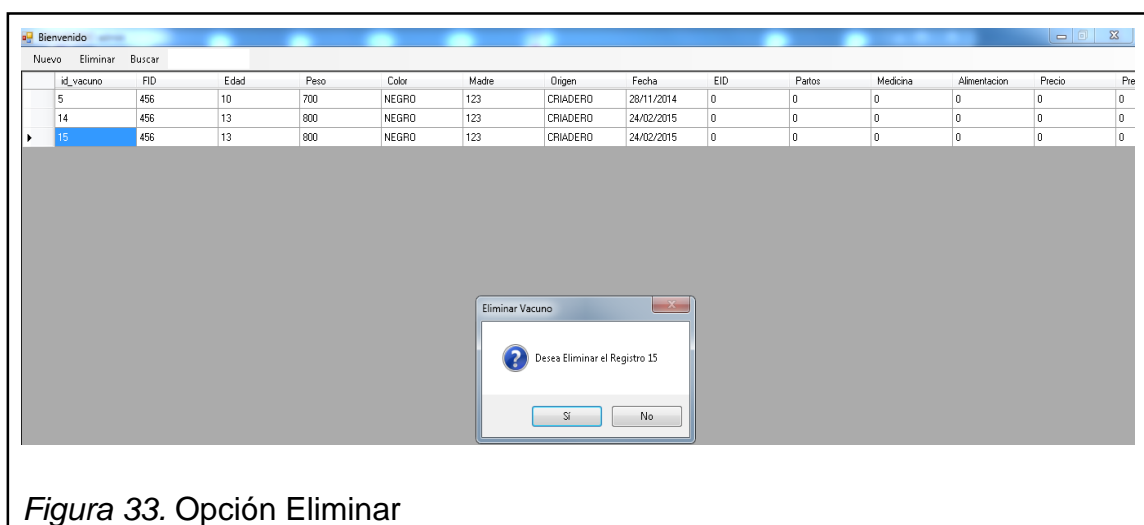 Bienvenido
Nuevo Eliminar Buscar
id_vacuno FID Edad Peso Color Madre Origen Fecha EID Partos Medicina Alimentacion Precio Pre
5 456 10 700 NEGRO 123 CRIADERO 28/11/2014 0 0 0 0 0 0
14 456 13 800 NEGRO 123 CRIADERO 24/02/2015 0 0 0 0 0 0
15 456 13 800 NEGRO 123 CRIADERO 24/02/2015 0 0 0 0 0 0
Eliminar Vacuno
Desea Eliminar el Registro 15
Sí No
Figura 33. Opción Eliminar